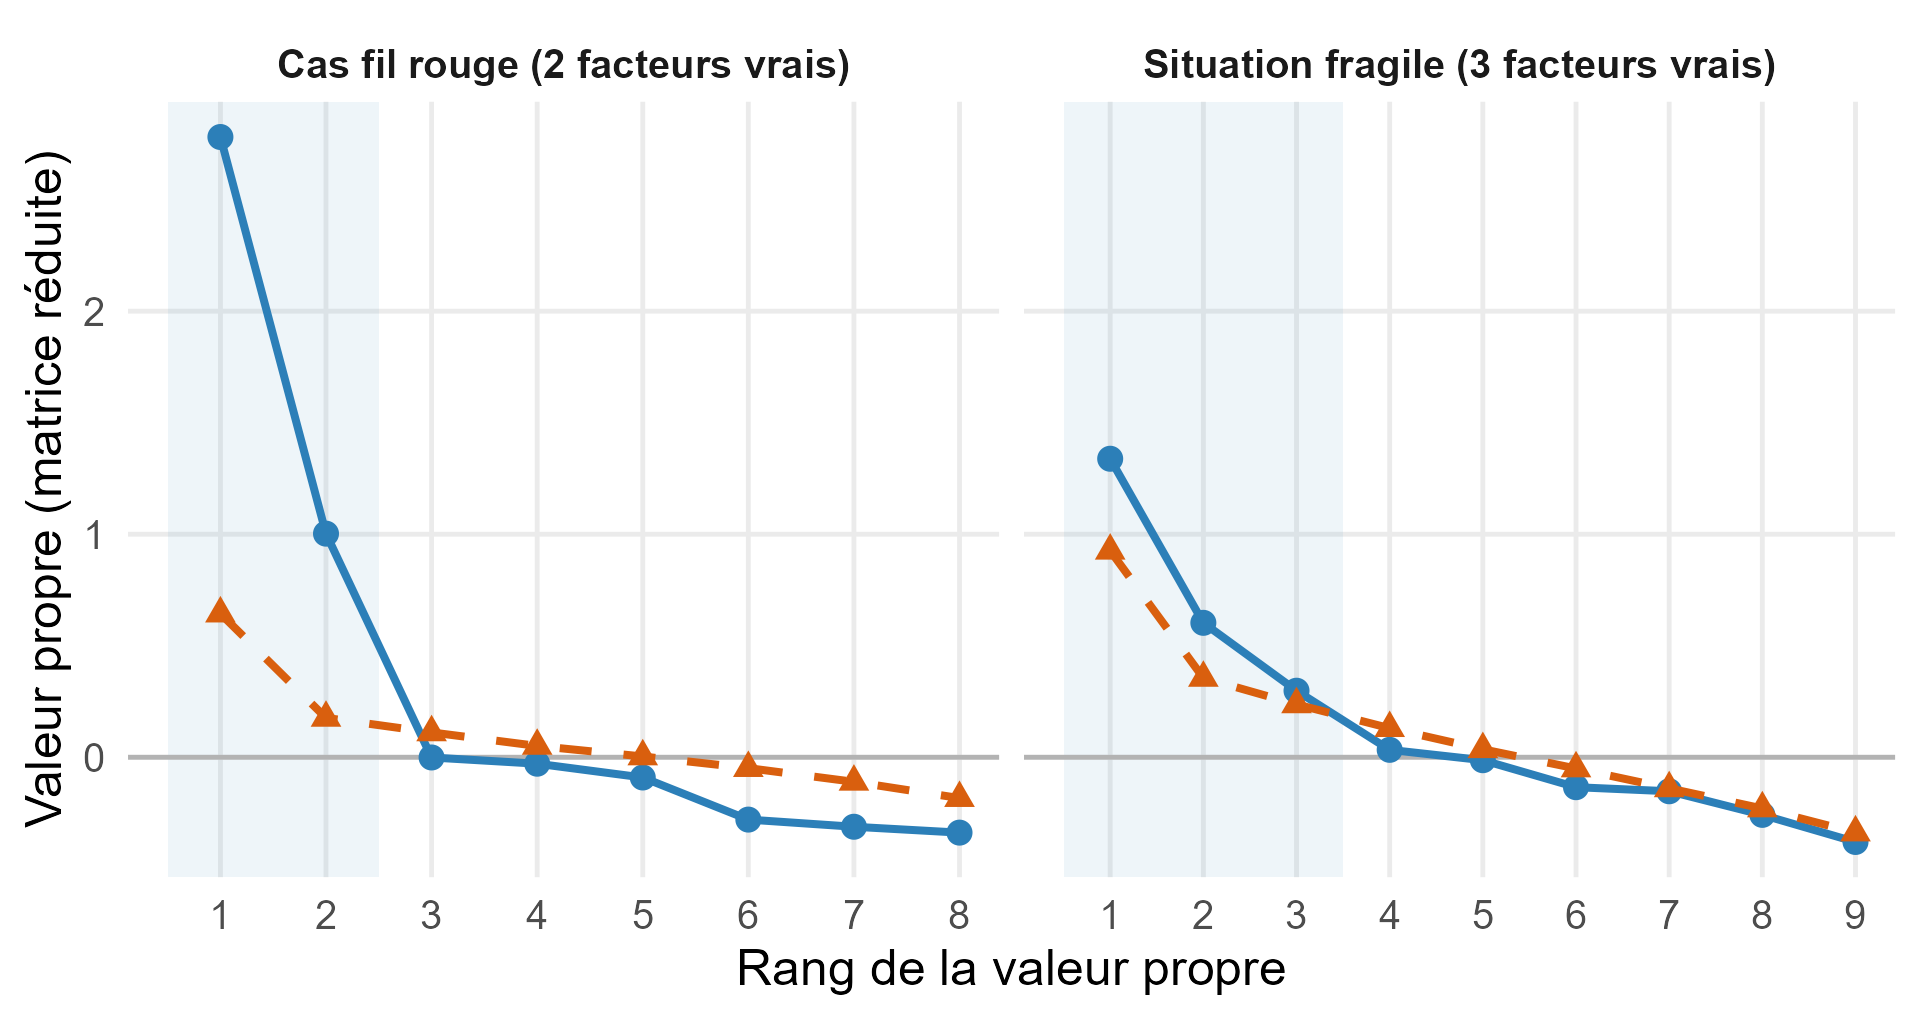 Cas fil rouge (2 facteurs vrais)
Situation fragile (3 facteurs vrais)
Valeur propre (matrice réduite)
2
1
0
1 2 3 4 5 6 7 8
1 2 3 4 5 6 7 8 9
Rang de la valeur propre